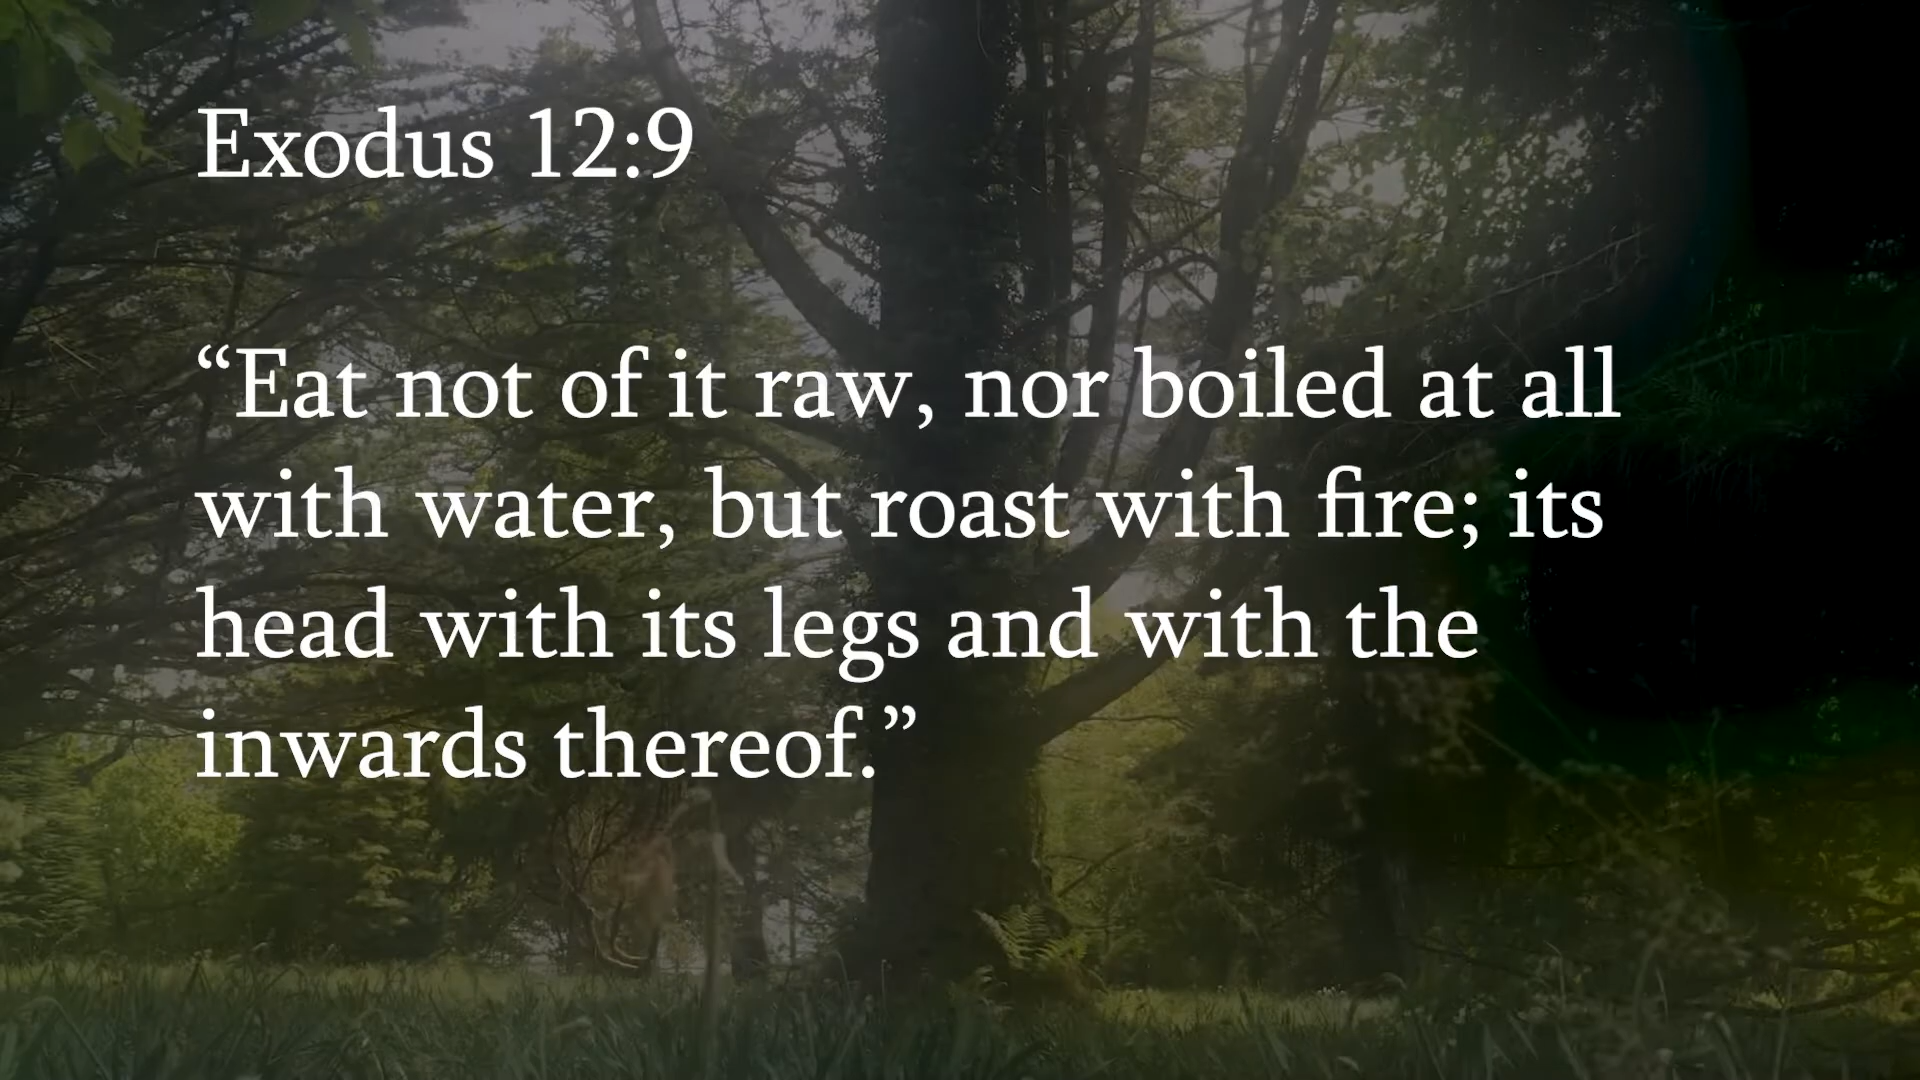 Exodus 12:9
“Eat not of it raw, nor boiled at all
with water, but roast with fire; its
head with its legs and with the
inwards thereof.”